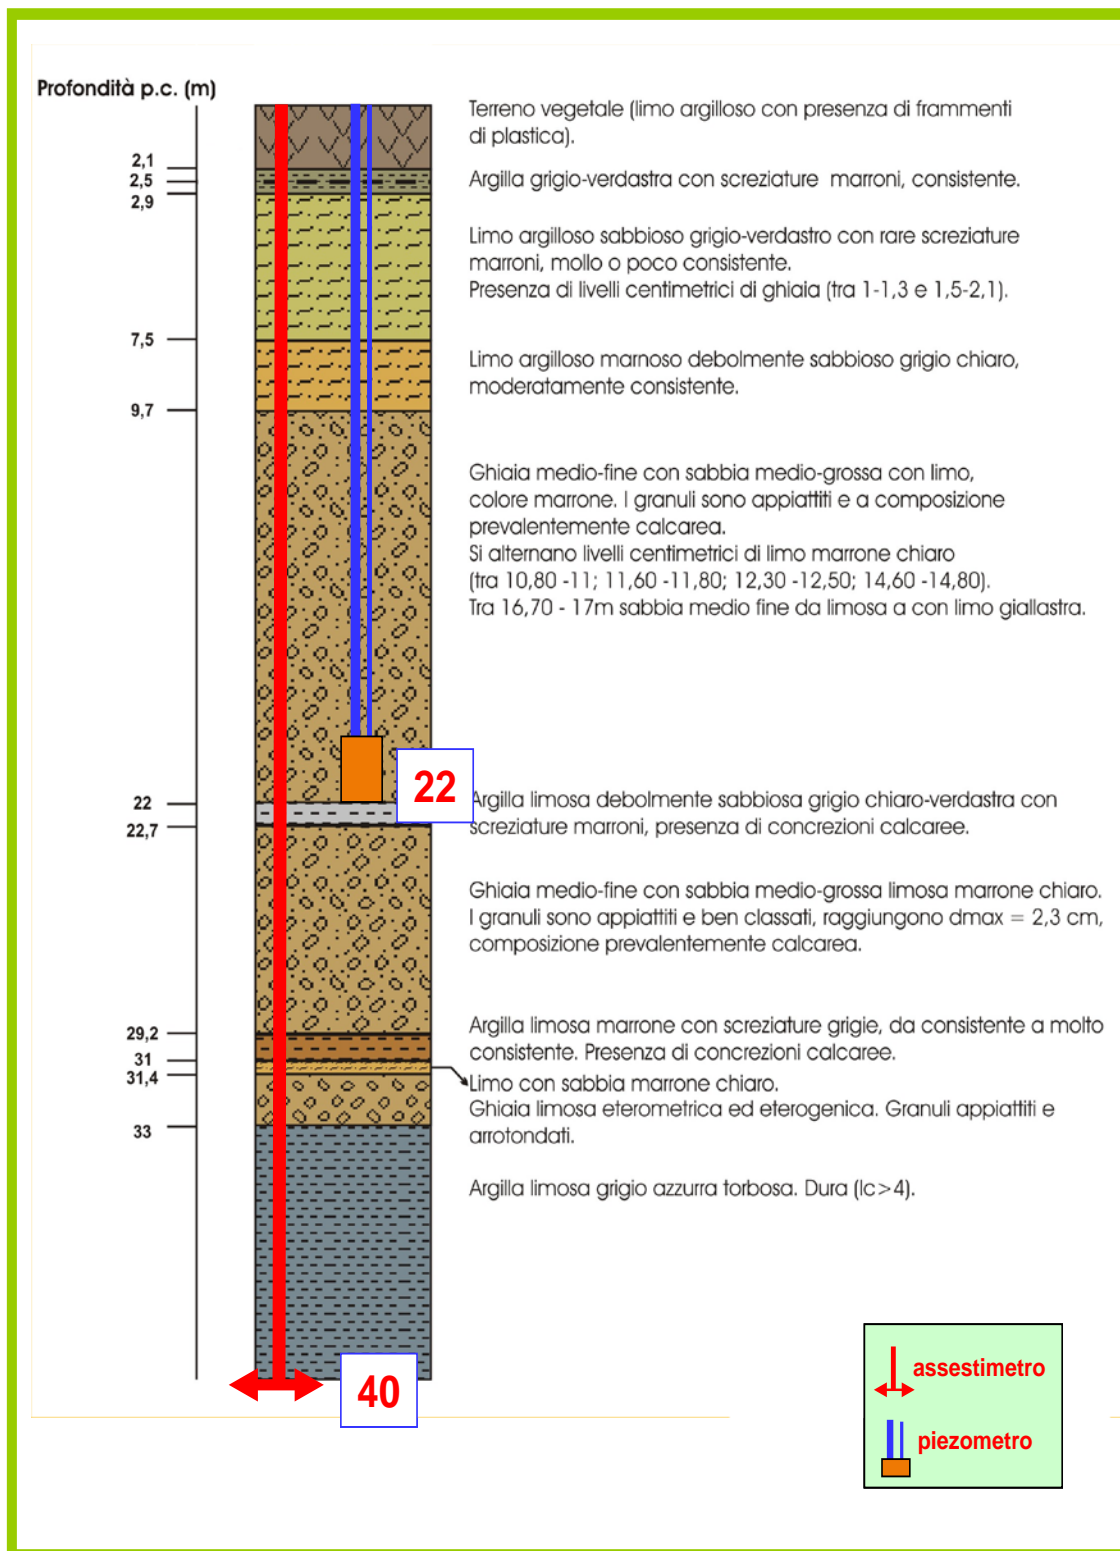 Profondità p.c. (m)
Terreno vegetale (limo argilloso con presenza di frammenti
di plastica).
2,1
2,5
2,9
Argilla grigio-verdastra con screziature marroni, consistente.
Limo argilloso sabbioso grigio-verdastro con rare screziature
marroni, mollo o poco consistente.
Presenza di livelli centimetrici di ghiaia (tra 1-1,3 e 1,5-2,1).
7,5
Limo argilloso marnoso debolmente sabbioso grigio chiaro,
moderatamente consistente.
9,7
Ghiaia medio-fine con sabbia medio-grossa con limo,
colore marrone. I granuli sono appiattiti e a composizione
prevalentemente calcarea.
Si alternano livelli centimetrici di limo marrone chiaro
(tra 10,80 -11; 11,60 -11,80; 12,30 -12,50; 14,60 -14,80).
Tra 16,70 - 17m sabbia medio fine da limosa a con limo giallastra.
22
22
22,7
Argilla limosa debolmente sabbiosa grigio chiaro-verdastra con
screziature marroni, presenza di concrezioni calcaree.
Ghiaia medio-fine con sabbia medio-grossa limosa marrone chiaro.
I granuli sono appiattiti e ben classati, raggiungono dmax = 2,3 cm,
composizione prevalentemente calcarea.
29,2
31
31,4
Argilla limosa marrone con screziature grigie, da consistente a molto
consistente. Presenza di concrezioni calcaree.
Limo con sabbia marrone chiaro.
Ghiaia limosa eterometrica ed eterogenica. Granuli appiattiti e
arrotondati.
33
Argilla limosa grigio azzurra torbosa. Dura (Ic>4).
40
assestimetro
piezometro